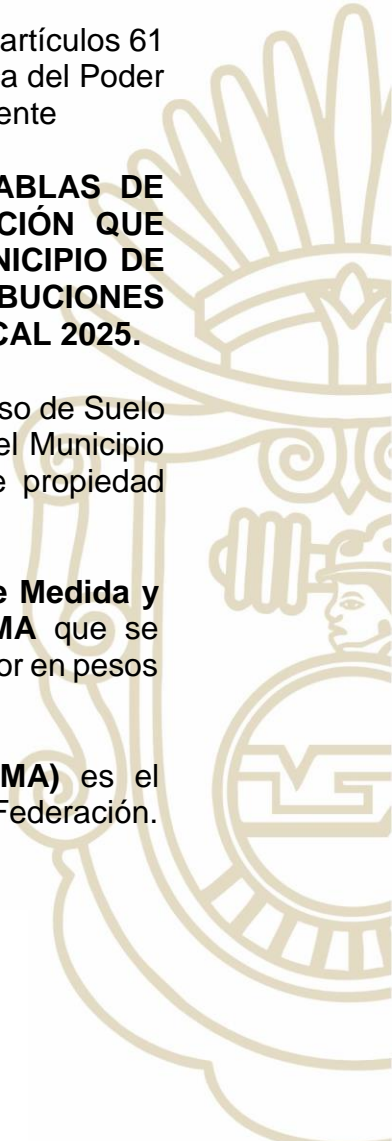 artículos 61
a del Poder
ente
ABLAS DE
CIÓN QUE
NICIPIO DE
IBUCIONES
CAL 2025.
so de Suelo
el Municipio
e propiedad
e Medida y
MA que se
or en pesos
MA) es el
Federación.